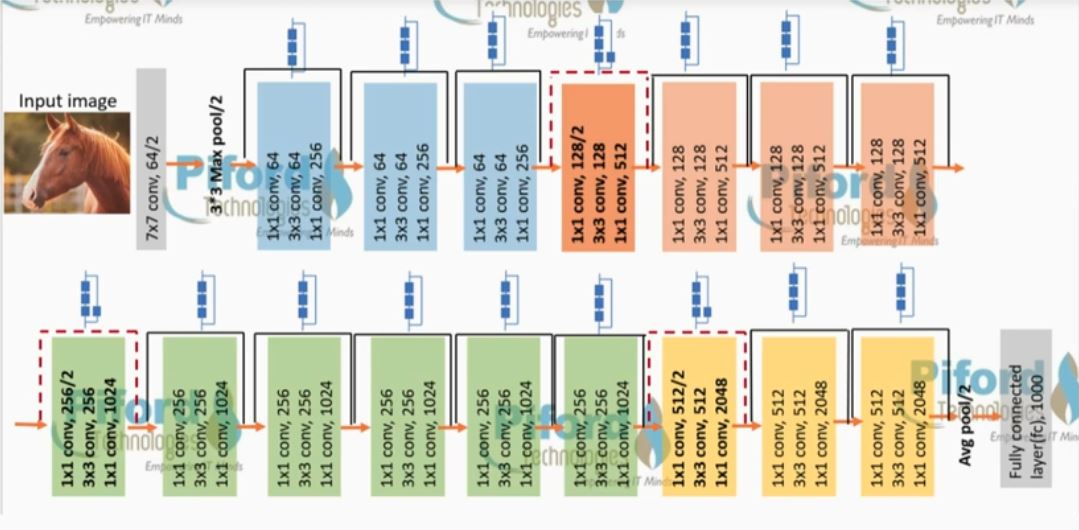 Empowering IT Minds
Technologies
Empowering I
ds
Empowering IT Minds
Input image
7x7 conv, 64/2
3*3 Max pool/2
1x1 conv, 64
3x3 conv, 64
1x1 conv, 256
1x1 conv, 64
3x3 conv, 64
1x1 conv, 256
1x1 conv, 64
3x3 conv, 64
1x1 conv, 256
1x1 conv, 128/2
3x3 conv, 128
1x1 conv, 512
1x1 conv, 128
3x3 conv, 128
1x1 conv, 512
1x1 conv, 128
3x3 conv, 128
1x1 conv, 512
1x1 conv, 128
3x3 conv, 128
1x1 conv, 512
Piford
Technologies
Minds
Piford
Technologies
Empowering IT Minds
1x1 conv, 256/2
3x3 conv, 256
1x1 conv, 1024
1x1 conv, 256
3x3 conv, 256
1x1 conv, 1024
1x1 conv, 256
3x3 conv, 256
1x1 conv, 1024
1x1 conv, 256
3x3 conv, 256
1x1 conv, 1024
1x1 conv, 256
3x3 conv, 256
1x1 conv, 1024
1x1 conv, 256
3x3 conv, 256
1x1 conv, 1024
1x1 conv, 512/2
3x3 conv, 512
1x1 conv, 2048
1x1 conv, 512
3x3 conv, 512
1x1 conv, 2048
1x1 conv, 512
3x3 conv, 512
1x1 conv, 2048
Avg pool/2
Fully connected
layer(fc), 1000
Piford
Technologies
Empowering IT Minds
Piford
Technologies
Empowering IT Minds
Piford
Technologies